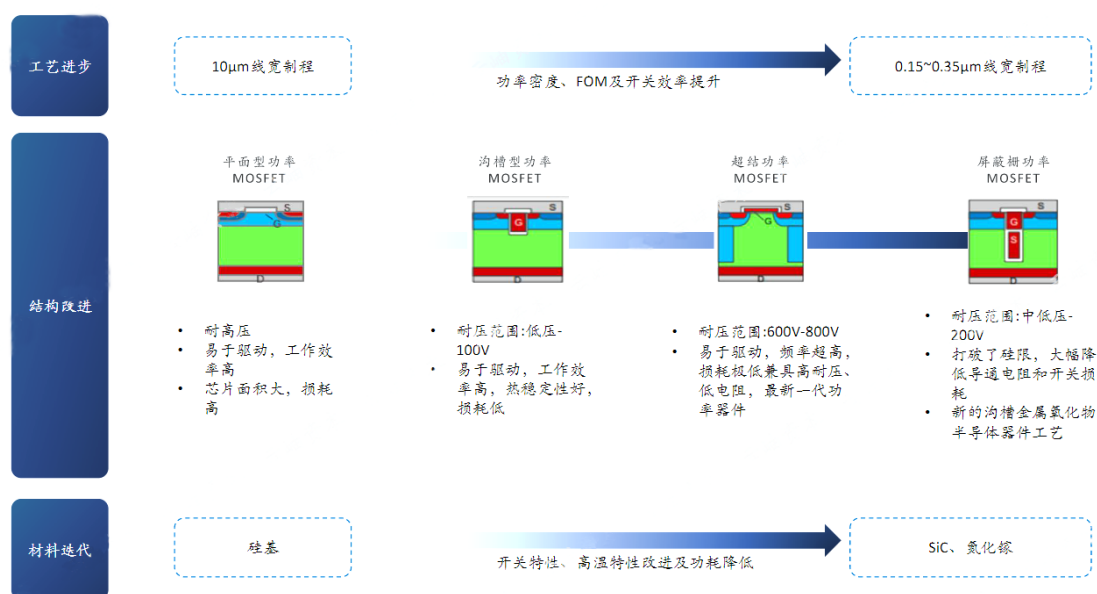 工艺进步
10μm线宽制程
功率密度、FOM及开关效率提升
0.15~0.35μm线宽制程
结构改进
平面型功率
MOSFET
S
G
D
• 耐高压
• 易于驱动，工作效
率高
• 芯片面积大，损耗
高
沟槽型功率
MOSFET
S
G
D
• 耐压范围:低压-
100V
• 易于驱动，工作效
率高，热稳定性好，
损耗低
超结功率
MOSFET
S
G
D
• 耐压范围:600V-800V
• 易于驱动，频率超高，
损耗极低兼具高耐压、
低电阻，最新一代功
率器件
屏蔽栅功率
MOSFET
S
G
S
D
• 耐压范围:中低压-
200V
• 打破了硅限，大幅降
低导通电阻和开关损
耗
• 新的沟槽金属氧化物
半导体器件工艺
材料迭代
硅基
开关特性、高温特性改进及功耗降低
SiC、氮化镓